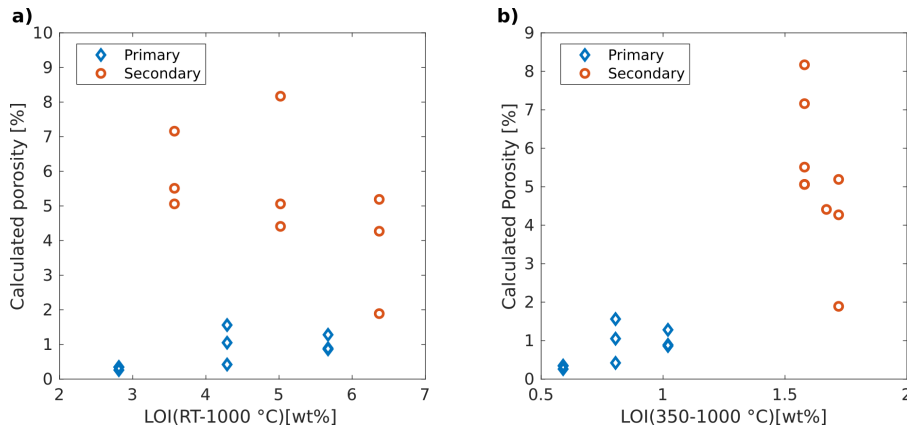 a)
10
9
8
7
6
5
4
3
2
1
0
Calculated porosity [%]
Primary
Secondary
2 3 4 5 6 7
LOI(RT-1000 °C)[wt%]
b)
9
8
7
6
5
4
3
2
1
0
Calculated Porosity [%]
Primary
Secondary
0.5 1 1.5 2
LOI(350-1000 °C)[wt%]